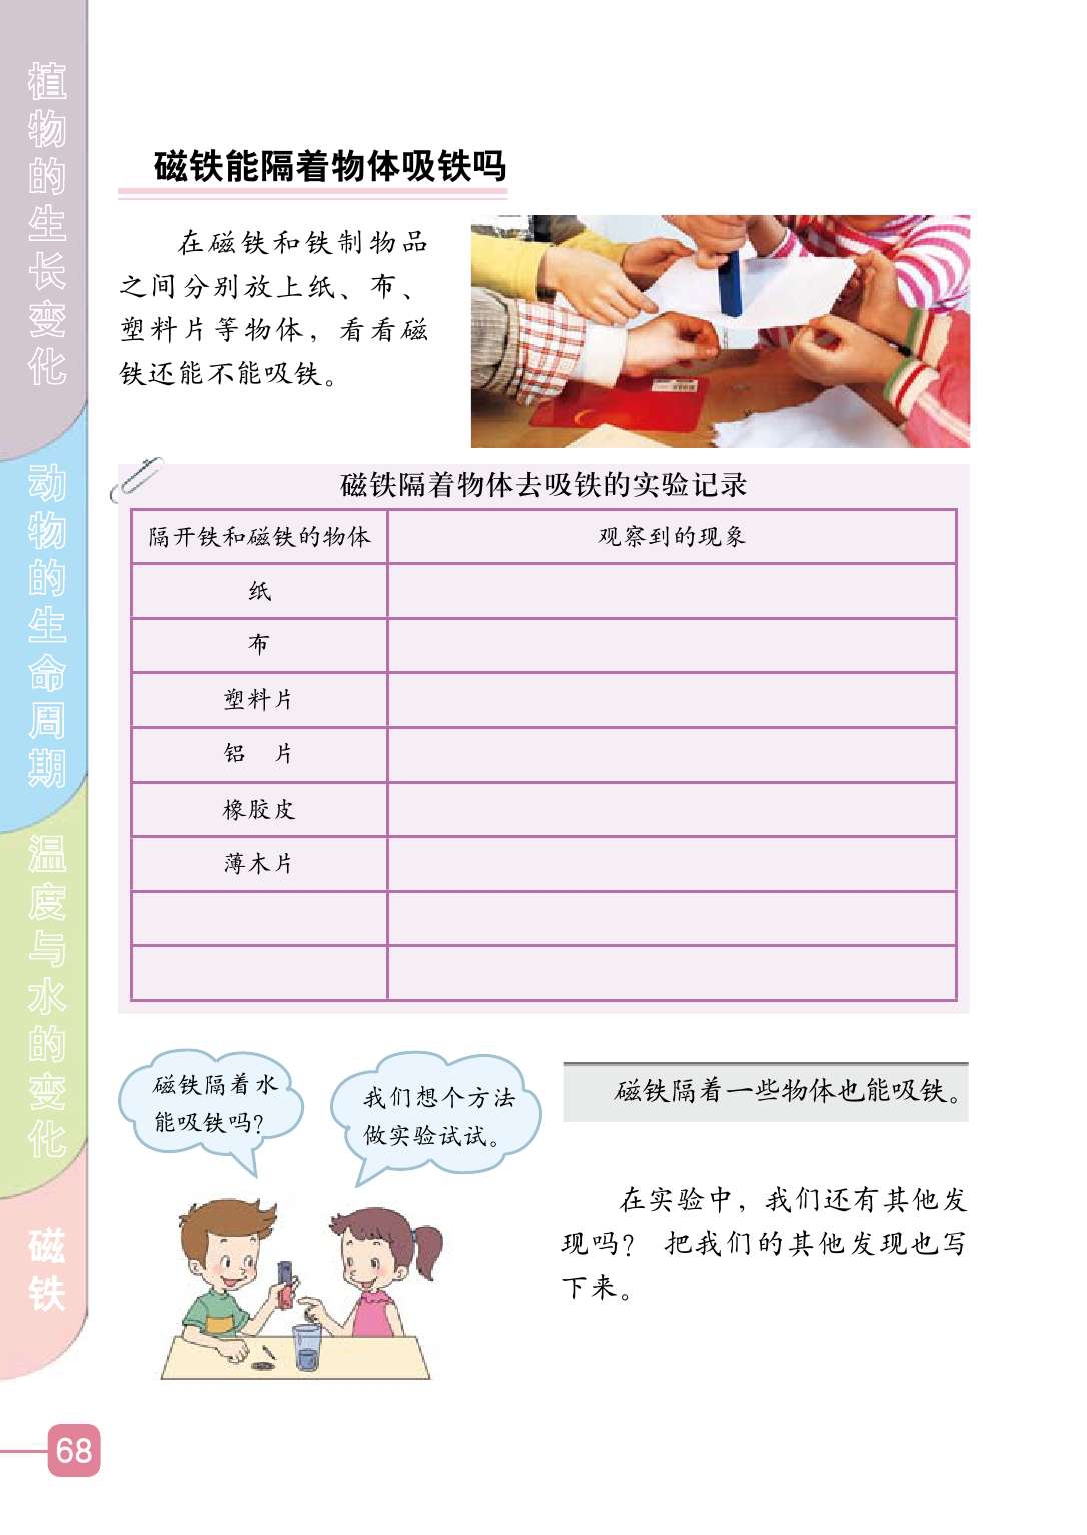 植物的生长变化
动物的生命周期
温度与水的变化
磁铁
磁铁能隔着物体吸铁吗
在磁铁和铁制物品
之间分别放上纸、布、
塑料片等物体，看看磁
铁还能不能吸铁。
磁铁隔着物体去吸铁的实验记录
隔开铁和磁铁的物体 观察到的现象
纸
布
塑料片
铝　片
橡胶皮
薄木片
磁铁隔着水
能吸铁吗？
我们想个方法
做实验试试。
磁铁隔着一些物体也能吸铁。
在实验中，我们还有其他发
现吗？ 把我们的其他发现也写
下来。
68